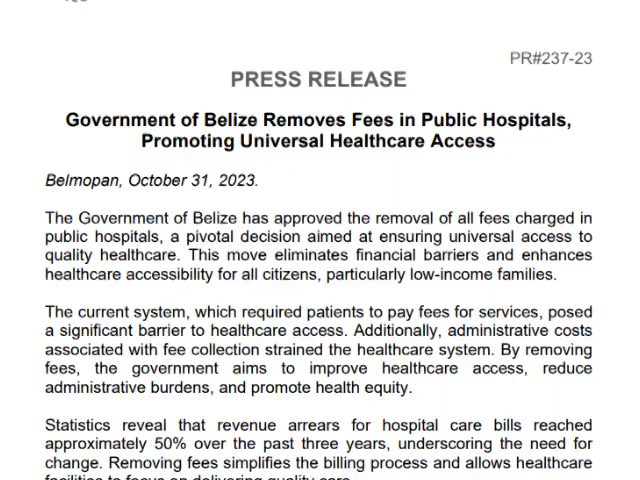 PR#237-23
PRESS RELEASE
Government of Belize Removes Fees in Public Hospitals,
Promoting Universal Healthcare Access
Belmopan, October 31, 2023.
The Government of Belize has approved the removal of all fees charged in
public hospitals, a pivotal decision aimed at ensuring universal access to
quality healthcare. This move eliminates financial barriers and enhances
healthcare accessibility for all citizens, particularly low-income families.
The current system, which required patients to pay fees for services, posed
a significant barrier to healthcare access. Additionally, administrative costs
associated with fee collection strained the healthcare system. By removing
fees, the government aims to improve healthcare access, reduce
administrative burdens, and promote health equity.
Statistics reveal that revenue arrears for hospital care bills reached
approximately 50% over the past three years, underscoring the need for
change. Removing fees simplifies the billing process and allows healthcare
facilities to focus on delivering quality care.